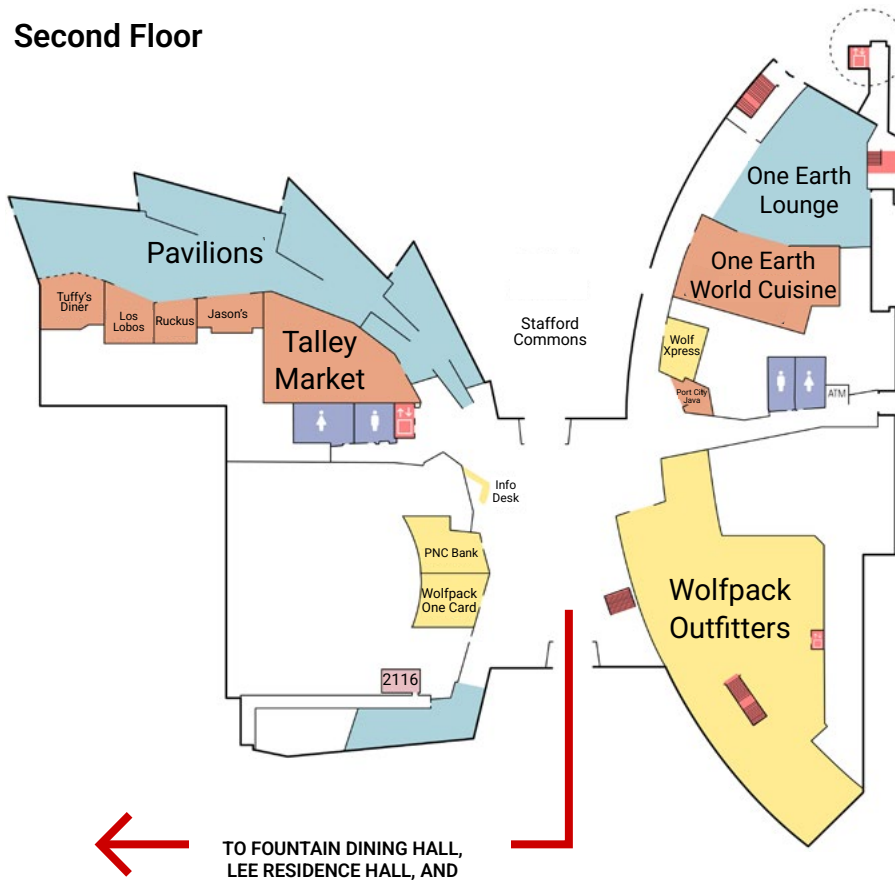 Second Floor
One Earth
Lounge
Pavilions
One Earth
World Cuisine
Tuffy's
Diner
Los
Lobos
Ruckus
Jason's
Stafford
Commons
Talley
Market
Wolf
Xpress
Port City
Java
ATM
Info
Desk
PNC Bank
Wolfpack
One Card
Wolfpack
Outfitters
2116
TO FOUNTAIN DINING HALL,
LEE RESIDENCE HALL, AND